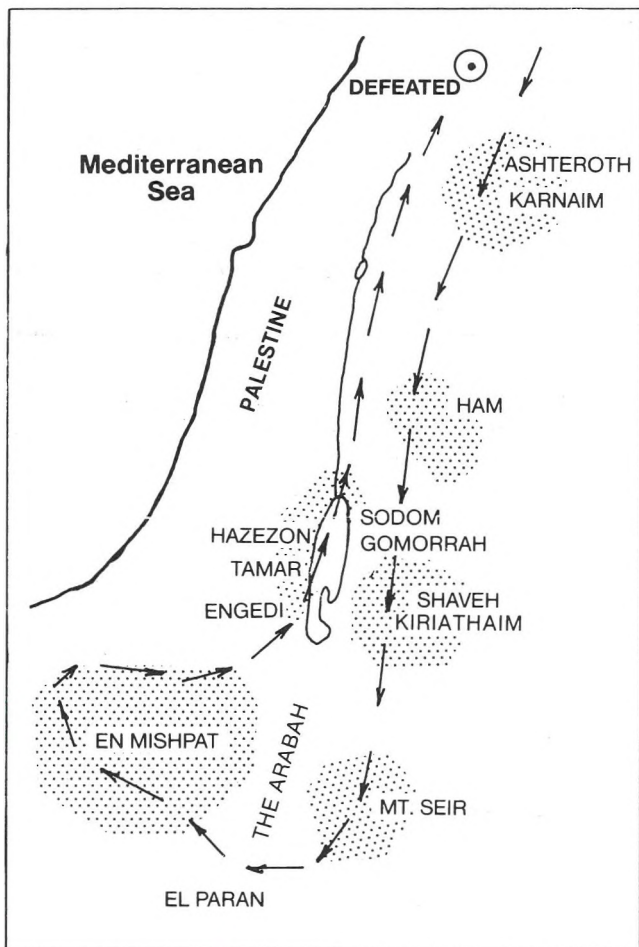 DEFEATED
Mediterranean
Sea
ASHTEROTH
KARNAIM
PALESTINE
HAM
HAZEZON
TAMAR
ENGEDI
SODOM
GOMORRAH
SHAVEH
KIRIATHAIM
EN MISHPAT
THE ARABAH
MT. SEIR
EL PARAN